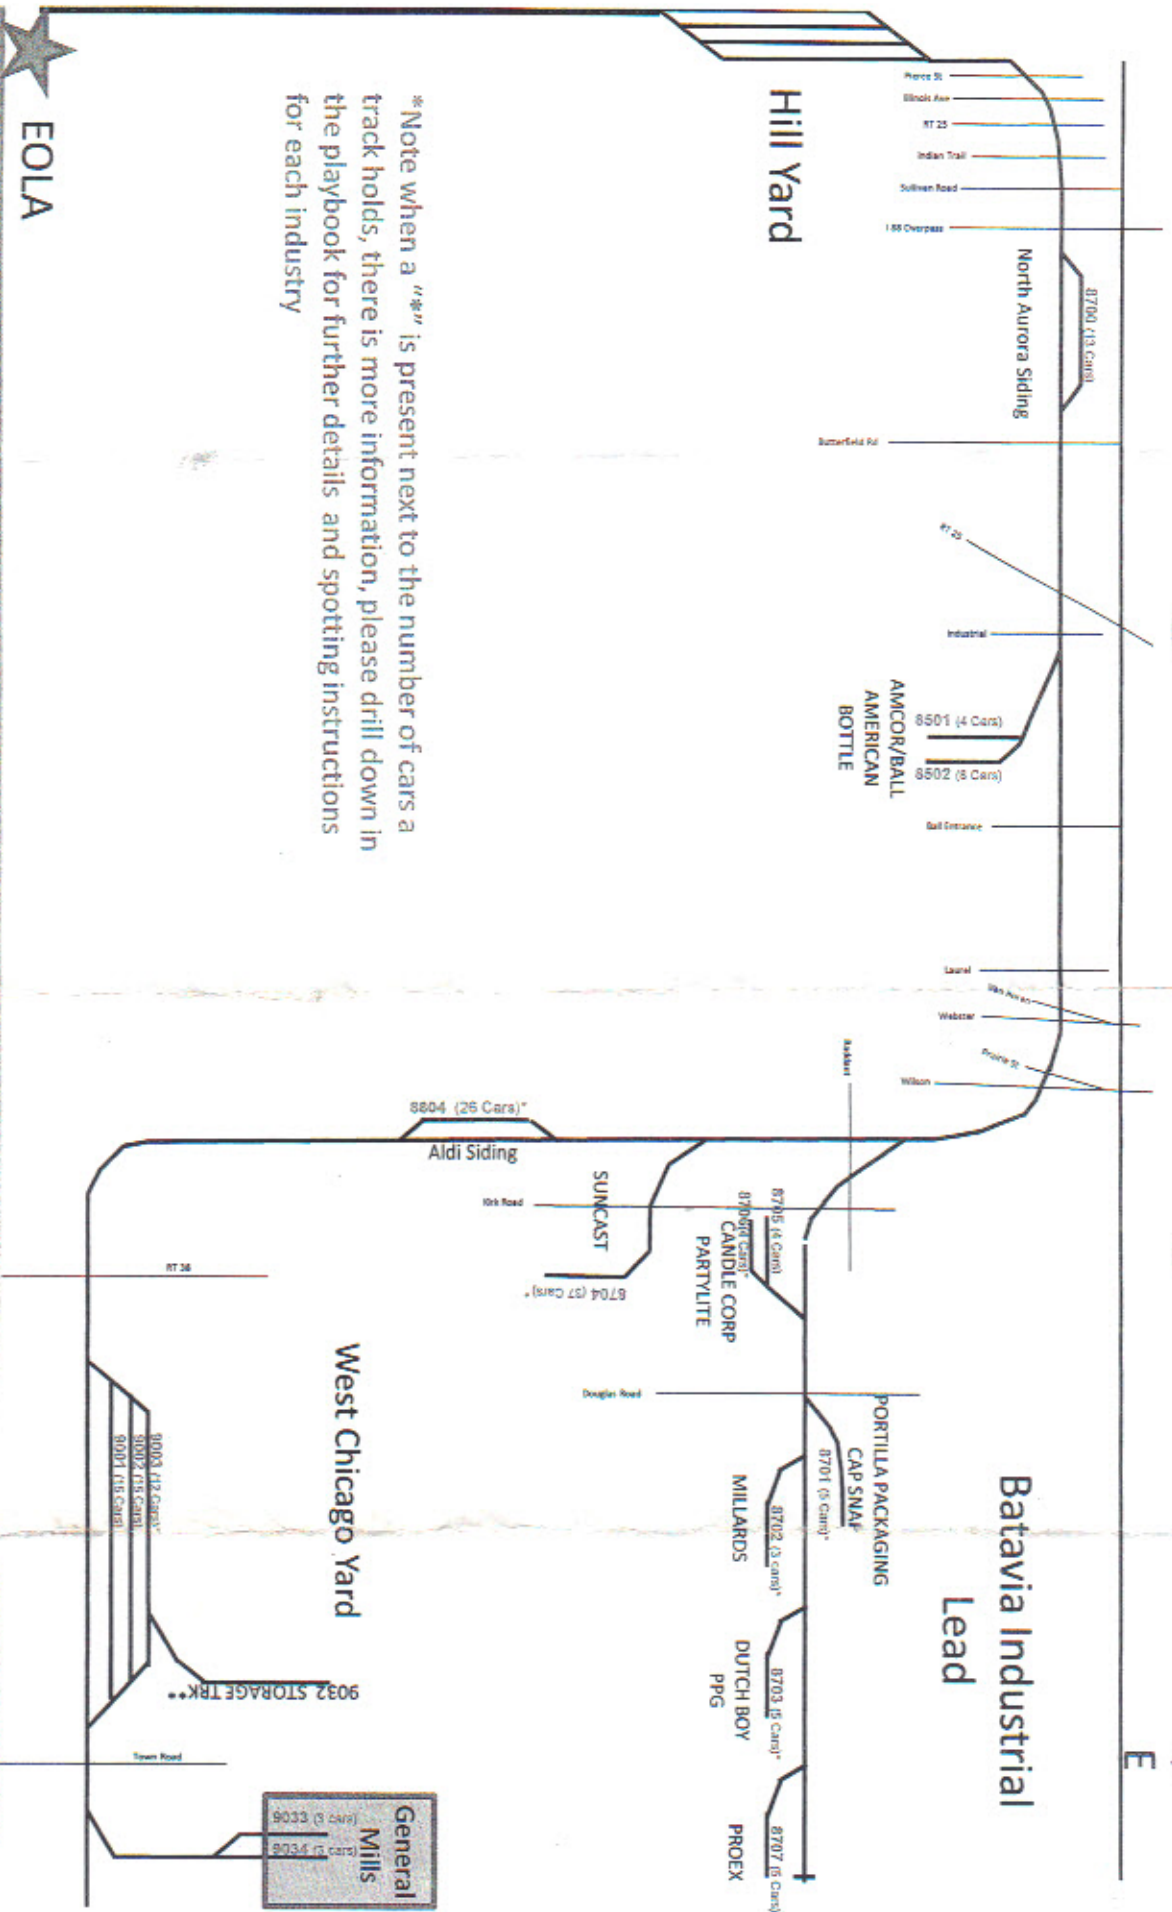 EOLA
Hill Yard
*Note when a "*" is present next to the number of cars a
track holds, there is more information, please drill down in
the playbook for further details and spotting instructions
for each industry
Pierce St
Illinois Ave
RT 25
Indian Trail
Sullivan Road
I 88 Overpass
North Aurora Siding
8700 (13 Cars)
Butterfield Rd
RT 25
Industrial
8501 (4 Cars)
8502 (8 Cars)
AMCOR/BALL
AMERICAN
BOTTLE
Ball Entrance
Laurel
Webster
Prairie St
Wilson
8804 (26 Cars)*
Aldi Siding
SUNCAST
Kirk Road
8704 (37 Cars)*
8705 (4 Cars)
8706(4 Cars)*
CANDLE CORP
PARTYLITE
Douglas Road
PORTILLA PACKAGING
CAP SNAP
8701 (5 Cars)*
8702 (3 cars)*
MILLARDS
8703 (5 Cars)*
DUTCH BOY
PPG
8707 (5 Cars)
PROEX
Batavia Industrial
Lead
E
RT 38
West Chicago Yard
9003 (12 Cars)*
9002 (15 Cars)
9001 (15 Cars)
9032 STORAGE TRK**
Town Road
General
Mills
9033 (3 cars)
9034 (3 cars)